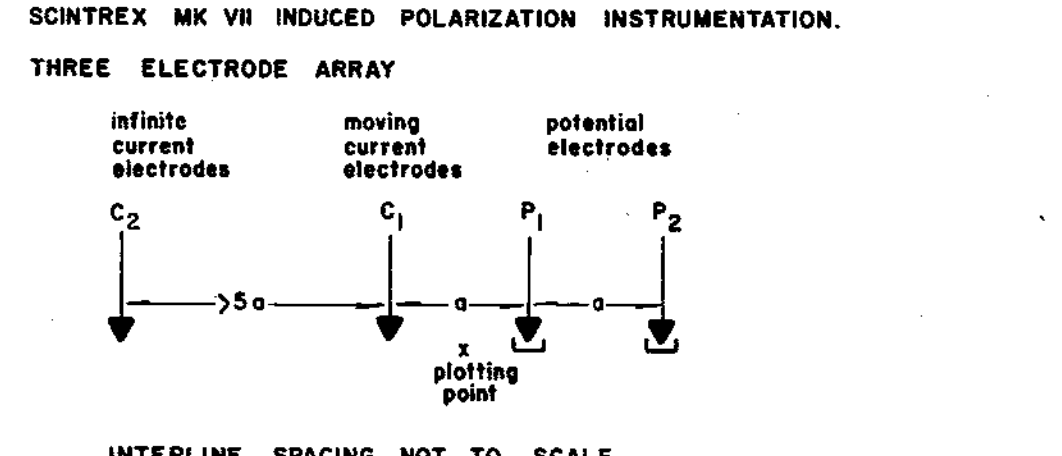 SCINTREX MK VII INDUCED POLARIZATION INSTRUMENTATION.
THREE ELECTRODE ARRAY
infinite current electrodes
moving current electrodes
potential electrodes
C2
C1
P1
P2
>5a
a
a
x
plotting point
INTERLINE SPACING NOT TO SCALE